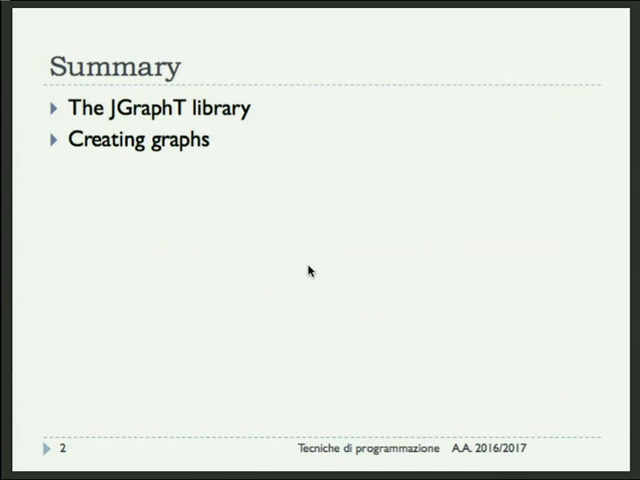 Summary
The JGraphT library
Creating graphs
2
Tecniche di programmazione A.A. 2016/2017